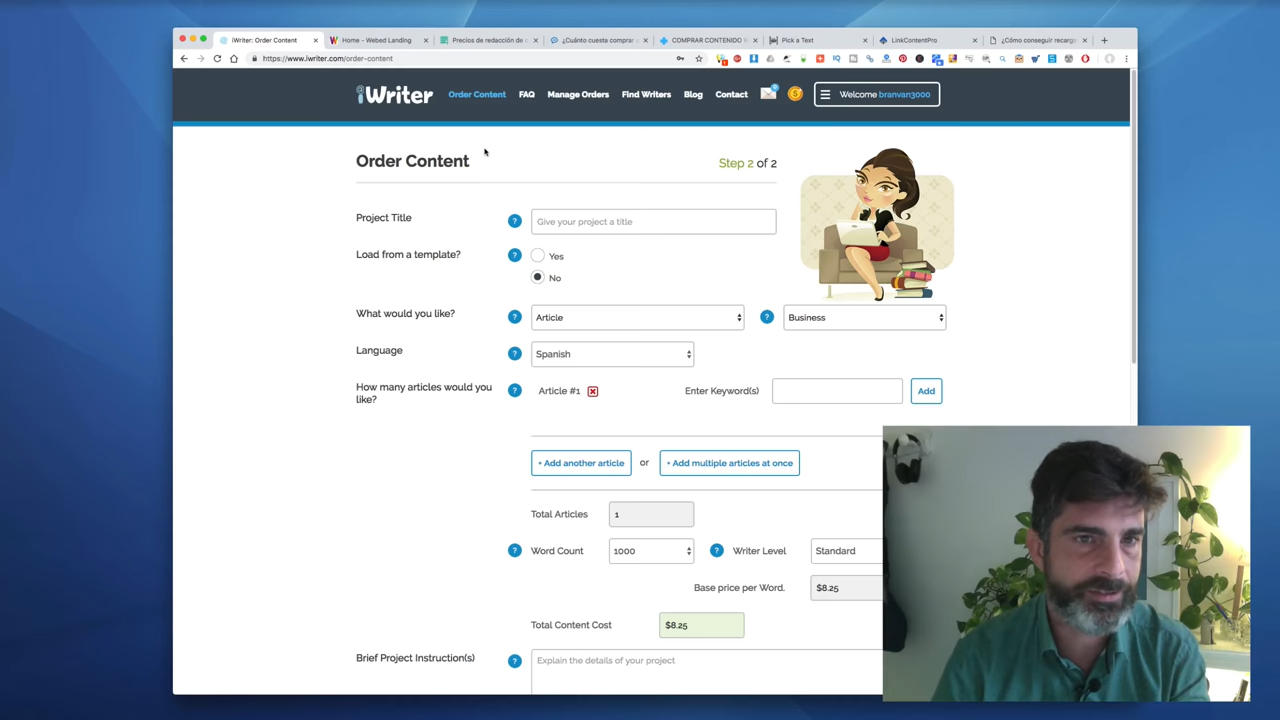 iWriter: Order Content
Home - Webed Landing
Precios de redacción de c
¿Cuánto cuesta comprar c
COMPRAR CONTENIDO
Pick a Text
LinkContentPro
¿Cómo conseguir recarg
https://www.iwriter.com/order-content
iWriter
Order Content
FAQ
Manage Orders
Find Writers
Blog
Contact
Welcome branvan3000
Order Content
Step 2 of 2
Project Title
?
Give your project a title
Load from a template?
?
Yes
No
What would you like?
?
Article
?
Business
Language
?
Spanish
How many articles would you
like?
?
Article #1
Enter Keyword(s)
Add
+ Add another article
or
+ Add multiple articles at once
Total Articles
1
?
Word Count
1000
?
Writer Level
Standard
Base price per Word.
$8.25
Total Content Cost
$8.25
Brief Project Instruction(s)
?
Explain the details of your project